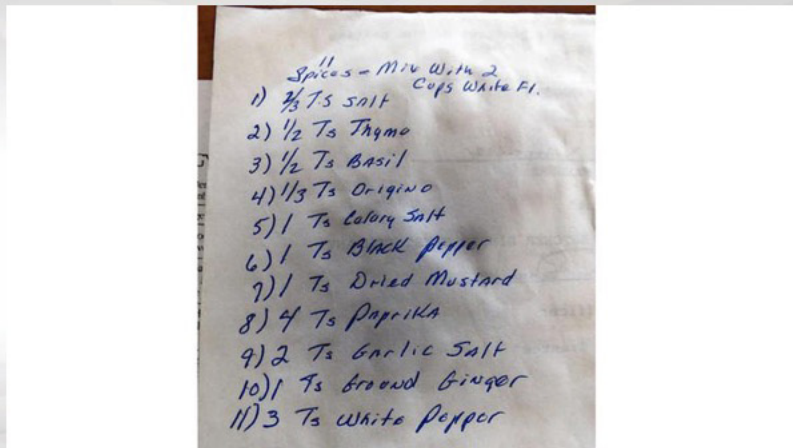 11
Spices - Mix With 2
Cups White Fl.
1) 2/3 Ts Salt
2) 1/2 Ts Thyme
3) 1/2 Ts Basil
4) 1/3 Ts Origino
5) 1 Ts Celary Salt
6) 1 Ts Black Pepper
7) 1 Ts Dried Mustard
8) 4 Ts Paprika
9) 2 Ts Garlic Salt
10) 1 Ts Ground Ginger
11) 3 Ts White Pepper